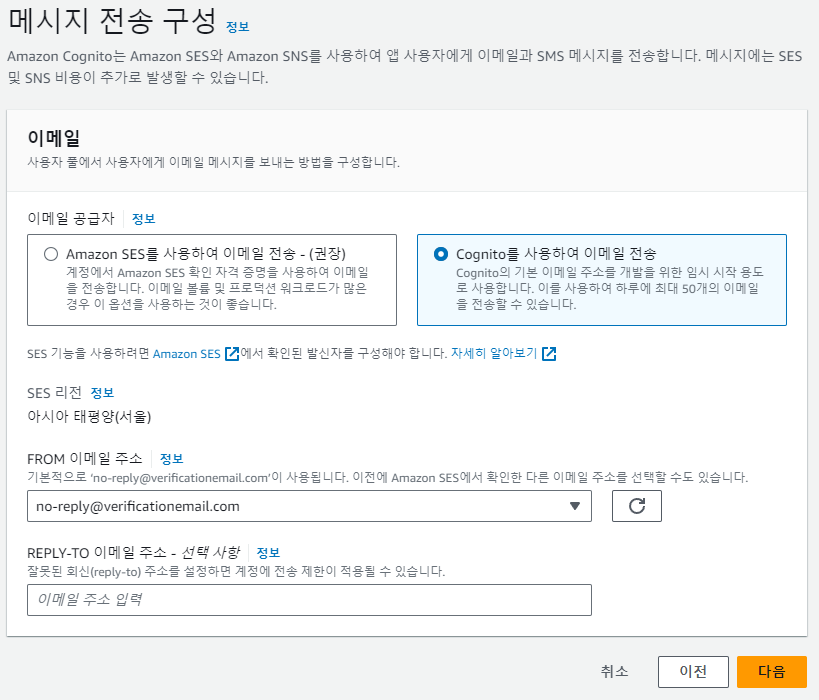 메시지 전송 구성 정보
Amazon Cognito는 Amazon SES와 Amazon SNS를 사용하여 앱 사용자에게 이메일과 SMS 메시지를 전송합니다. 메시지에는 SES
및 SNS 비용이 추가로 발생할 수 있습니다.
이메일
사용자 풀에서 사용자에게 이메일 메시지를 보내는 방법을 구성합니다.
이메일 공급자 정보
Amazon SES를 사용하여 이메일 전송 - (권장)
계정에서 Amazon SES 확인 자격 증명을 사용하여 이메일
을 전송합니다. 이메일 볼륨 및 프로덕션 워크로드가 많은
경우 이 옵션을 사용하는 것이 좋습니다.
Cognito를 사용하여 이메일 전송
Cognito의 기본 이메일 주소를 개발을 위한 임시 시작 용도
로 사용합니다. 이를 사용하여 하루에 최대 50개의 이메일
을 전송할 수 있습니다.
SES 기능을 사용하려면 Amazon SES에서 확인된 발신자를 구성해야 합니다. 자세히 알아보기
SES 리전 정보
아시아 태평양(서울)
FROM 이메일 주소 정보
기본적으로 ‘no-reply@verificationemail.com’이 사용됩니다. 이전에 Amazon SES에서 확인한 다른 이메일 주소를 선택할 수도 있습니다.
no-reply@verificationemail.com
REPLY-TO 이메일 주소 - 선택 사항 정보
잘못된 회신(reply-to) 주소를 설정하면 계정에 전송 제한이 적용될 수 있습니다.
이메일 주소 입력
취소 이전 다음